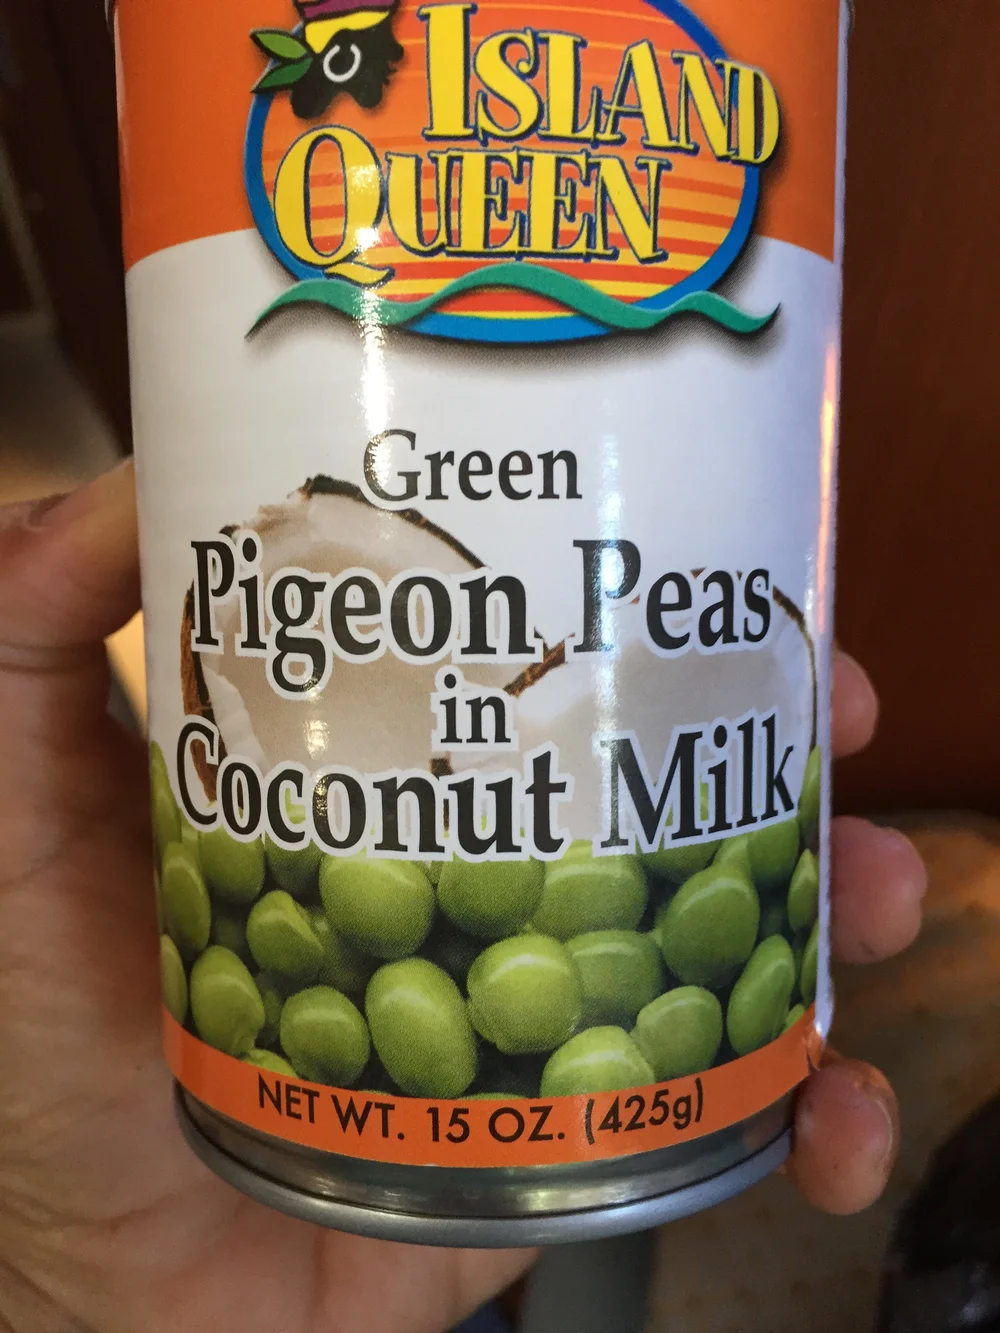 ISLAND
QUEEN
Green
Pigeon Peas
in
Coconut Milk
NET WT. 15 OZ. (425g)